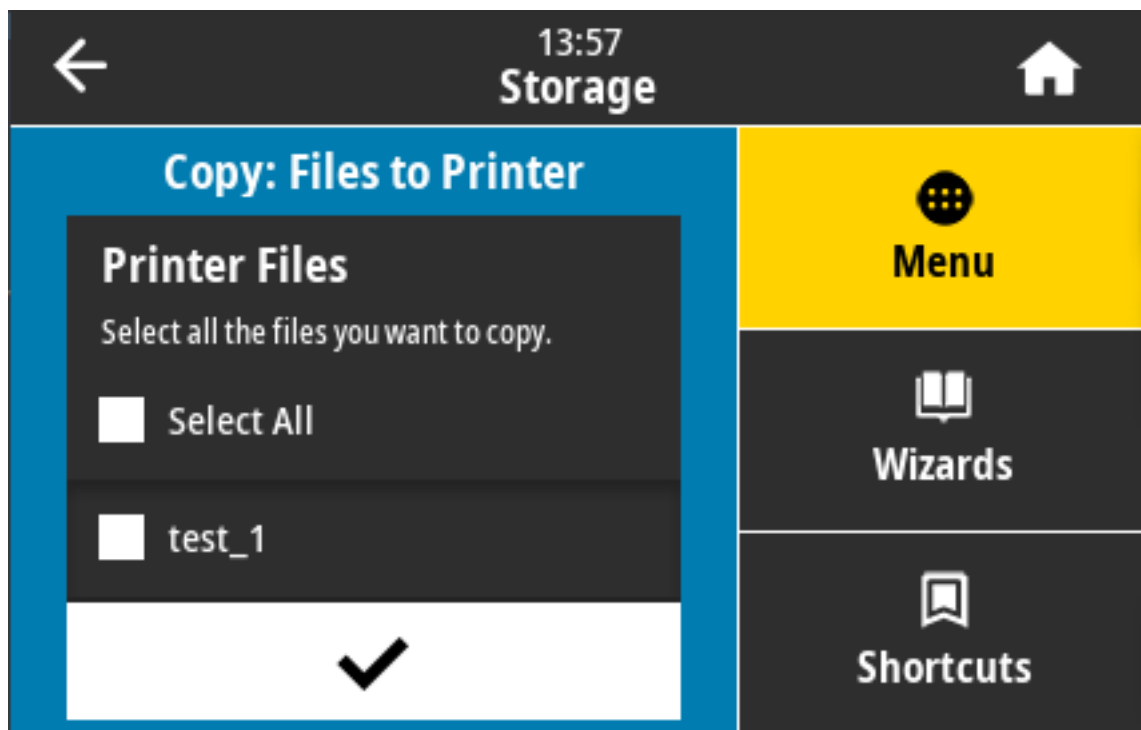 13:57
Storage
Copy: Files to Printer
Printer Files
Select all the files you want to copy.
Select All
test_1
Menu
Wizards
Shortcuts